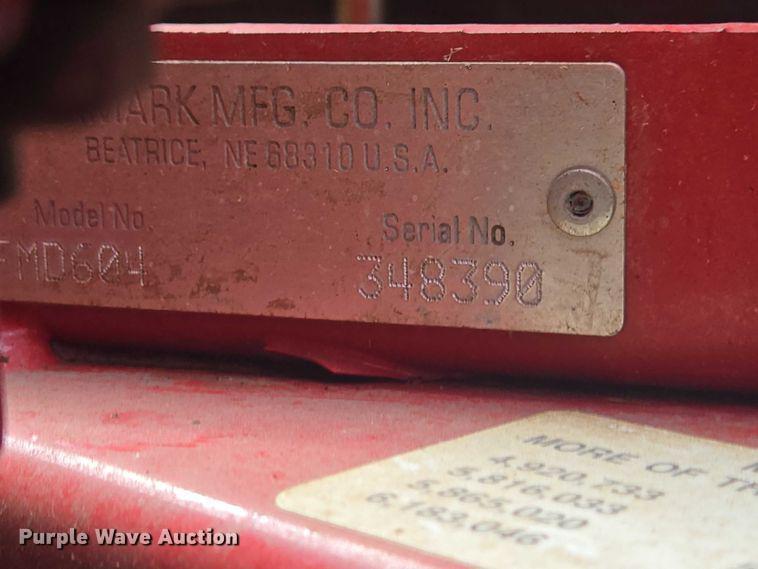 MARK MFG. CO. INC.
BEATRICE, NE 68310 U.S.A.
Model No.
FMD604
Serial No.
348390
MORE OF
4,920,733
5,816,033
5,865,020
6,183,046
Purple Wave Auction